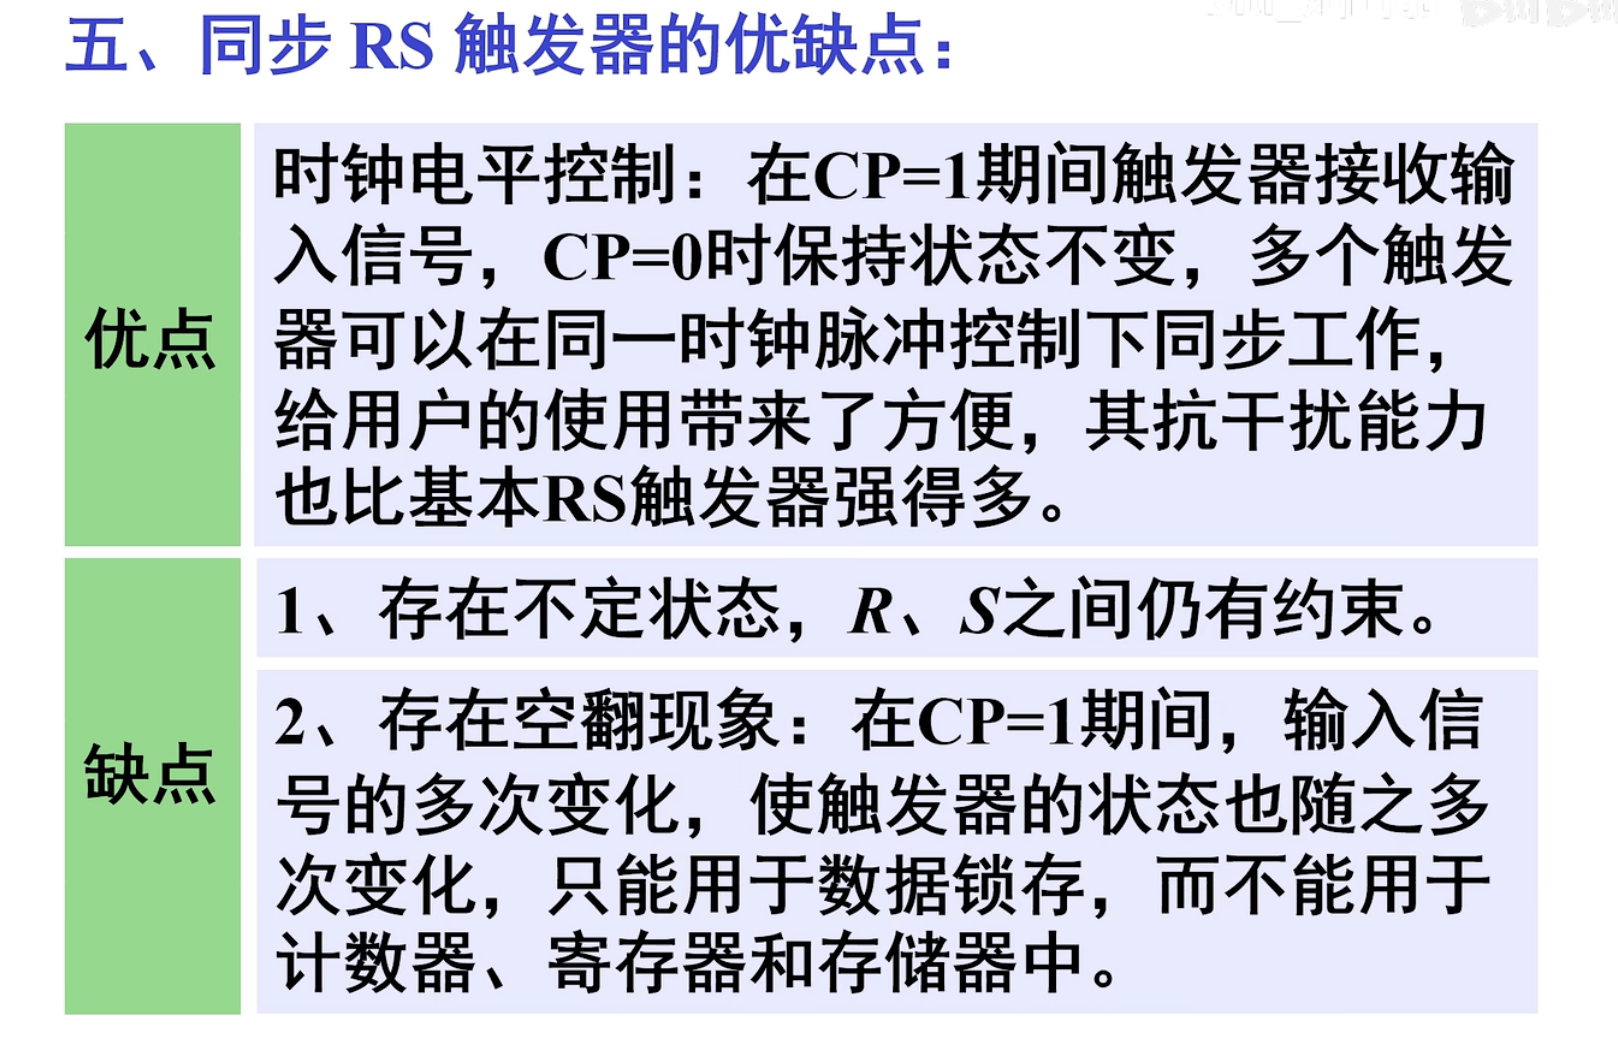 五、同步 RS 触发器的优缺点：
优点
时钟电平控制：在CP=1期间触发器接收输
入信号，CP=0时保持状态不变，多个触发
器可以在同一时钟脉冲控制下同步工作，
给用户的使用带来了方便，其抗干扰能力
也比基本RS触发器强得多。
缺点
1、存在不定状态，R、S之间仍有约束。
2、存在空翻现象：在CP=1期间，输入信
号的多次变化，使触发器的状态也随之多
次变化，只能用于数据锁存，而不能用于
计数器、寄存器和存储器中。